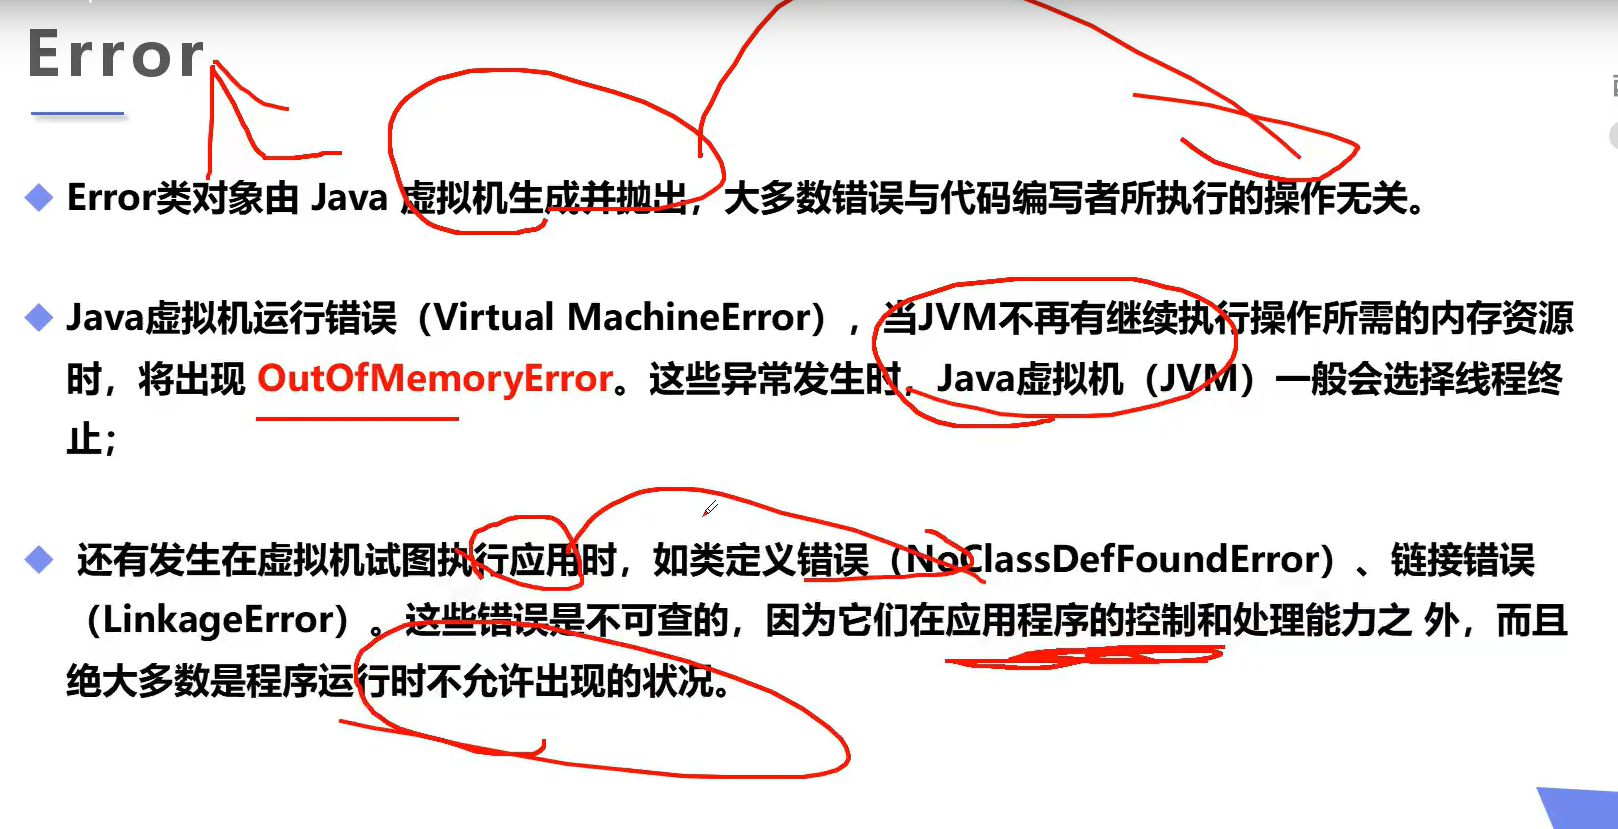 Error
Error类对象由 Java 虚拟机生成并抛出，大多数错误与代码编写者所执行的操作无关。
Java虚拟机运行错误（Virtual MachineError），当JVM不再有继续执行操作所需的内存资源
时，将出现 OutOfMemoryError。这些异常发生时，Java虚拟机（JVM）一般会选择线程终
止；
还有发生在虚拟机试图执行应用时，如类定义错误（NoClassDefFoundError）、链接错误
（LinkageError）。这些错误是不可查的，因为它们在应用程序的控制和处理能力之 外，而且
绝大多数是程序运行时不允许出现的状况。